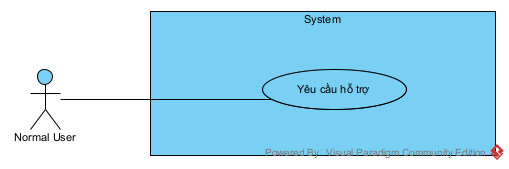 System
Yêu cầu hỗ trợ
Normal User
Powered By: Visual Paradigm Community Edition